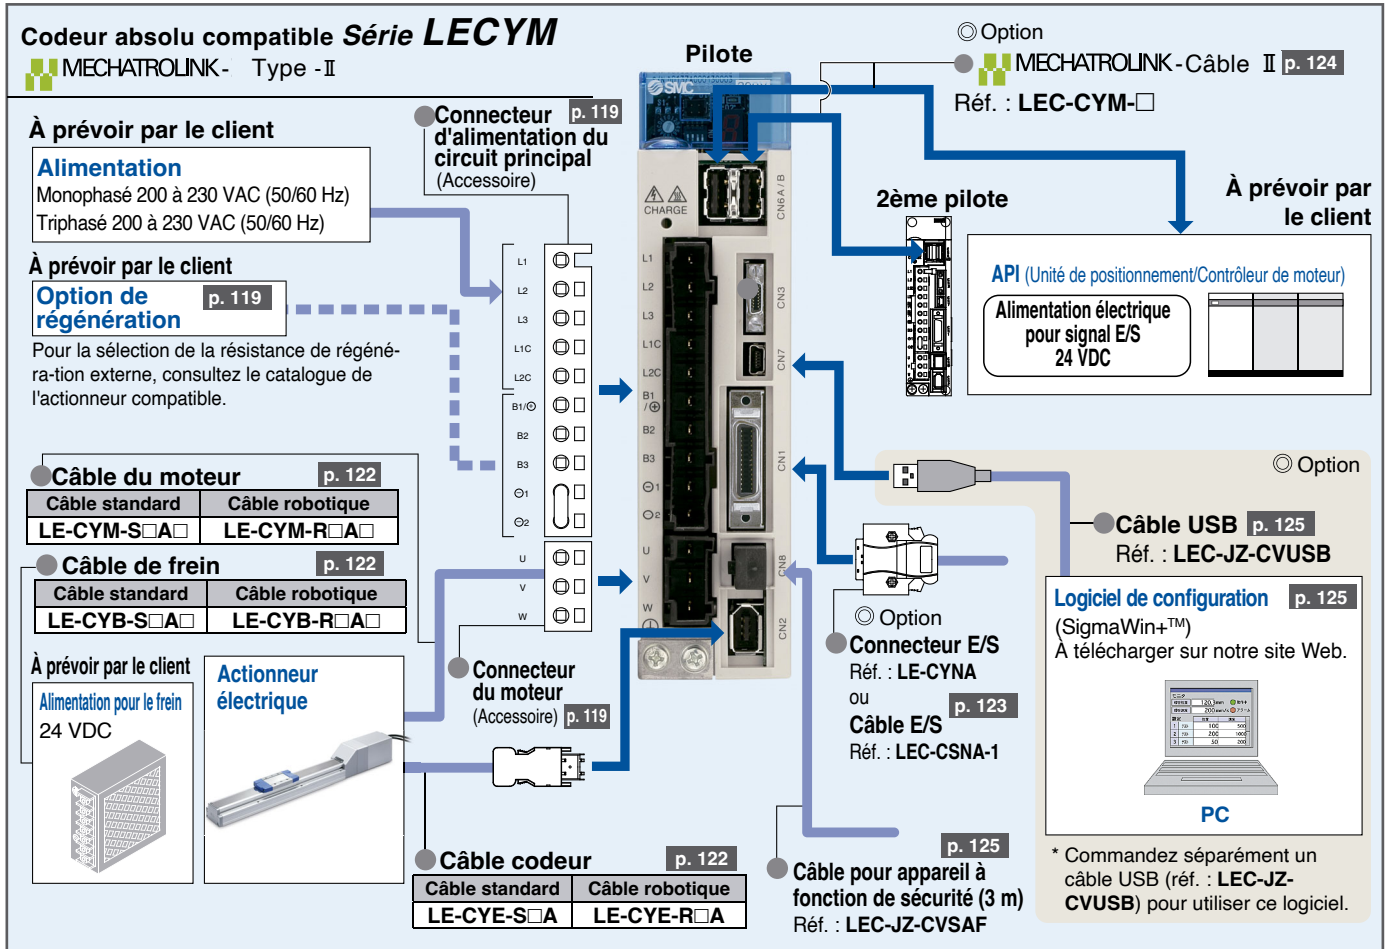 Codeur absolu compatible Série LECYM
MECHATROLINK- Type -Ⅱ
À prévoir par le client
Alimentation
Monophasé 200 à 230 VAC (50/60 Hz)
Triphasé 200 à 230 VAC (50/60 Hz)
À prévoir par le client
Option de
régénération
p. 119
Pour la sélection de la résistance de régéné-
ra-tion externe, consultez le catalogue de
l'actionneur compatible.
Connecteur p. 119
d'alimentation du
circuit principal
(Accessoire)
L1
L2
L3
L1C
L2C
B1/⊕
B2
B3
⊖1
⊖2
U
V
W
Pilote
SMC
CHARGE
CN6A/B
L1
L2
L3
L1C
L2C
B1
/⊕
B2
B3
⊖1
⊖2
U
V
W
CN3
CN7
CN1
CN8
CN2
◎ Option
MECHATROLINK-Câble Ⅱ p. 124
Réf. : LEC-CYM-□
2ème pilote
À prévoir par
le client
API (Unité de positionnement/Contrôleur de moteur)
Alimentation électrique
pour signal E/S
24 VDC
Câble du moteur p. 122
Câble standard Câble robotique
LE-CYM-S□A□ LE-CYM-R□A□
Câble de frein p. 122
Câble standard Câble robotique
LE-CYB-S□A□ LE-CYB-R□A□
À prévoir par le client
Alimentation pour le frein
24 VDC
Actionneur
électrique
Connecteur
du moteur
(Accessoire) p. 119
Câble codeur p. 122
Câble standard Câble robotique
LE-CYE-S□A LE-CYE-R□A
◎ Option
Connecteur E/S
Réf. : LE-CYNA
ou
p. 123
Câble E/S
Réf. : LEC-CSNA-1
p. 125
Câble pour appareil à
fonction de sécurité (3 m)
Réf. : LEC-JZ-CVSAF
◎ Option
Câble USB p. 125
Réf. : LEC-JZ-CVUSB
Logiciel de configuration p. 125
(SigmaWin+TM)
À télécharger sur notre site Web.
PC
* Commandez séparément un
câble USB (réf. : LEC-JZ-
CVUSB) pour utiliser ce logiciel.